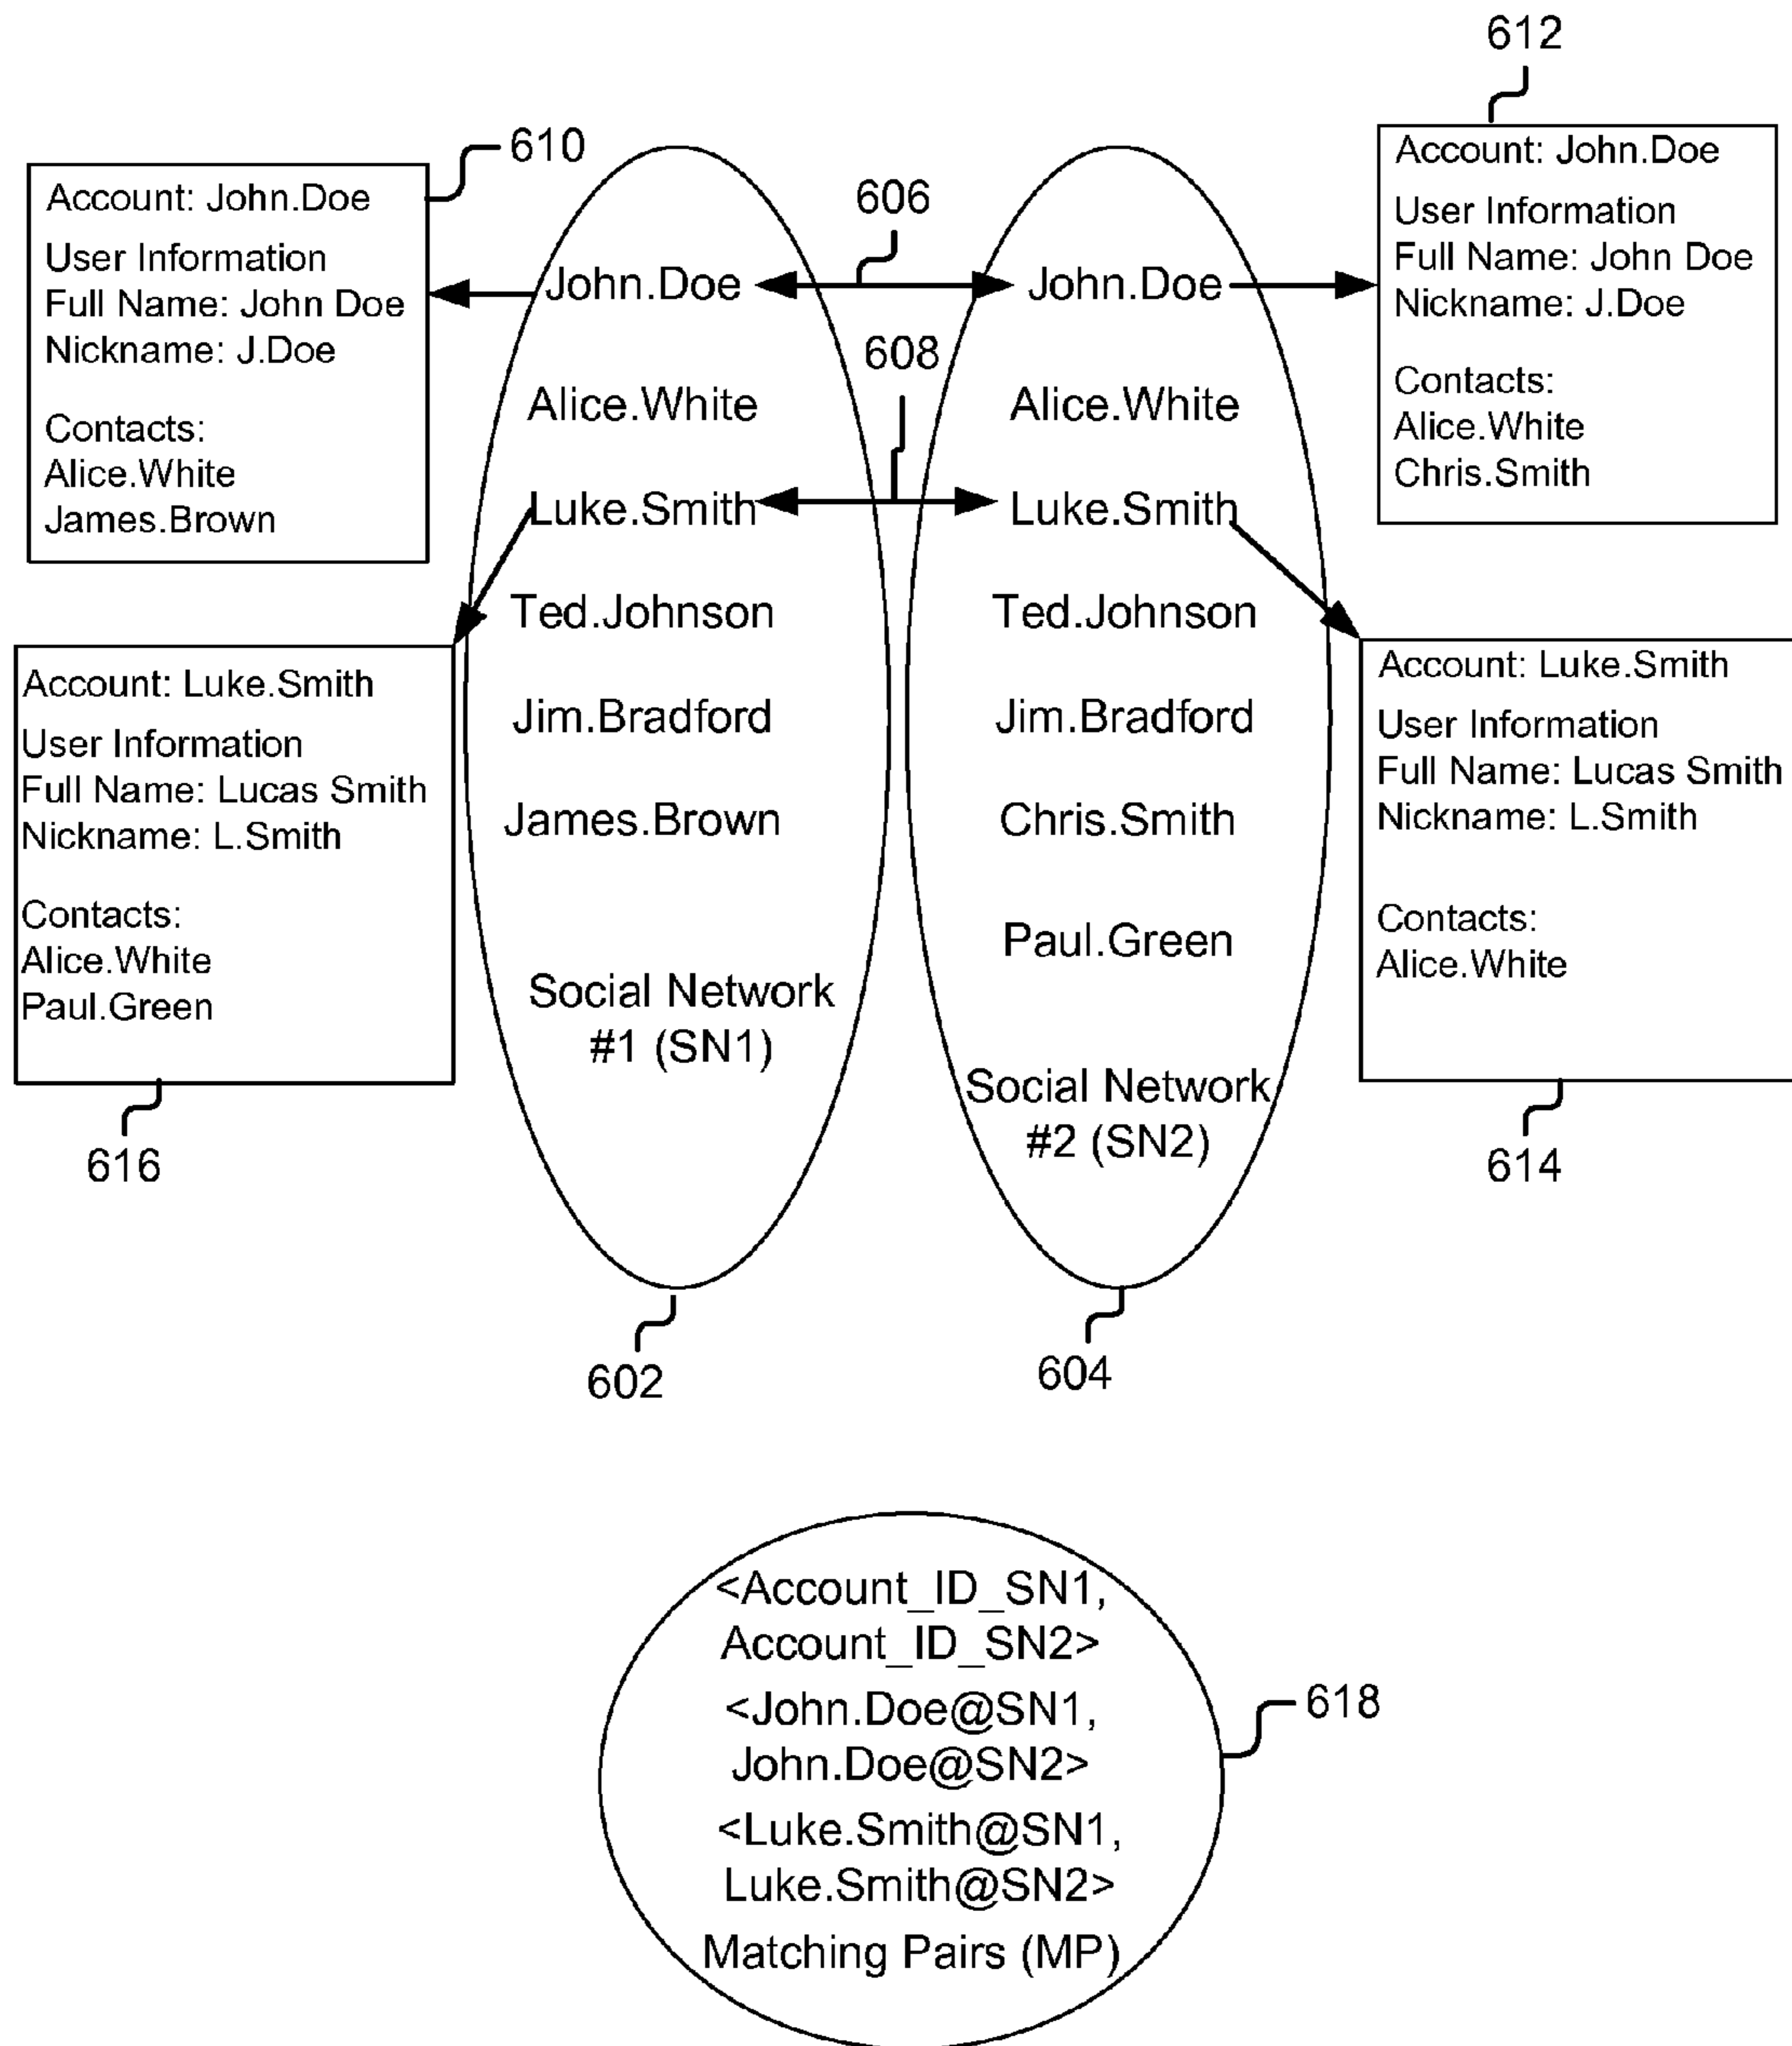 612
610
Account: John.Doe
User Information
Full Name: John Doe
Nickname: J.Doe
Contacts:
Alice.White
James.Brown
606
608
John.Doe
Alice.White
Luke.Smith
Ted.Johnson
Jim.Bradford
James.Brown
Social Network
#1 (SN1)
John.Doe
Alice.White
Luke.Smith
Ted.Johnson
Jim.Bradford
Chris.Smith
Paul.Green
Social Network
#2 (SN2)
Account: John.Doe
User Information
Full Name: John Doe
Nickname: J.Doe
Contacts:
Alice.White
Chris.Smith
Account: Luke.Smith
User Information
Full Name: Lucas Smith
Nickname: L.Smith
Contacts:
Alice.White
Paul.Green
616
Account: Luke.Smith
User Information
Full Name: Lucas Smith
Nickname: L.Smith
Contacts:
Alice.White
614
602
604
<Account_ID_SN1,
Account_ID_SN2>
<John.Doe@SN1,
John.Doe@SN2>
<Luke.Smith@SN1,
Luke.Smith@SN2>
Matching Pairs (MP)
618